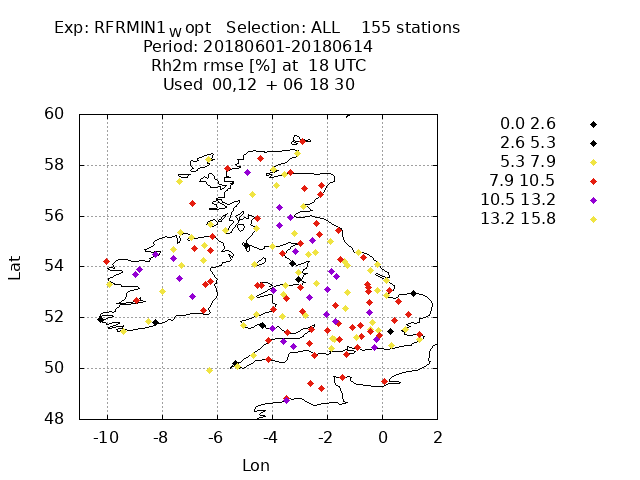 Exp: RFRMIN1_W opt Selection: ALL 155 stations
Period: 20180601-20180614
Rh2m rmse [%] at 18 UTC
Used 00,12 + 06 18 30
0.0 2.6
2.6 5.3
5.3 7.9
7.9 10.5
10.5 13.2
13.2 15.8
60
58
56
54
52
50
48
Lat
-10 -8 -6 -4 -2 0 2
Lon